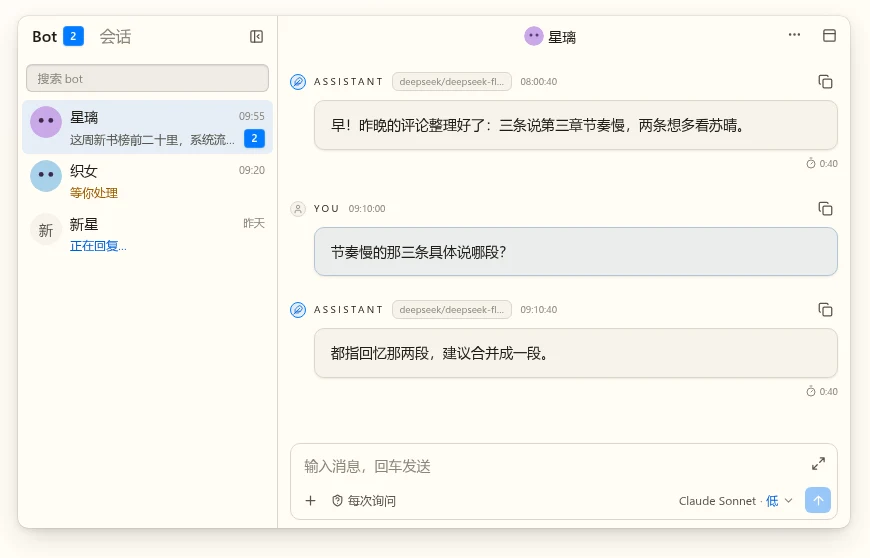 Bot 2 会话
搜索 bot
星璃 09:55
这周新书榜前二十里，系统流... 2
织女 09:20
等你处理
新 新星 昨天
正在回复...
星璃
ASSISTANT deepseek/deepseek-fl... 08:00:40
早！昨晚的评论整理好了：三条说第三章节奏慢，两条想多看苏晴。
0:40
YOU 09:10:00
节奏慢的那三条具体说哪段？
ASSISTANT deepseek/deepseek-fl... 09:10:40
都指回忆那两段，建议合并成一段。
0:40
输入消息，回车发送
每次询问 Claude Sonnet · 低